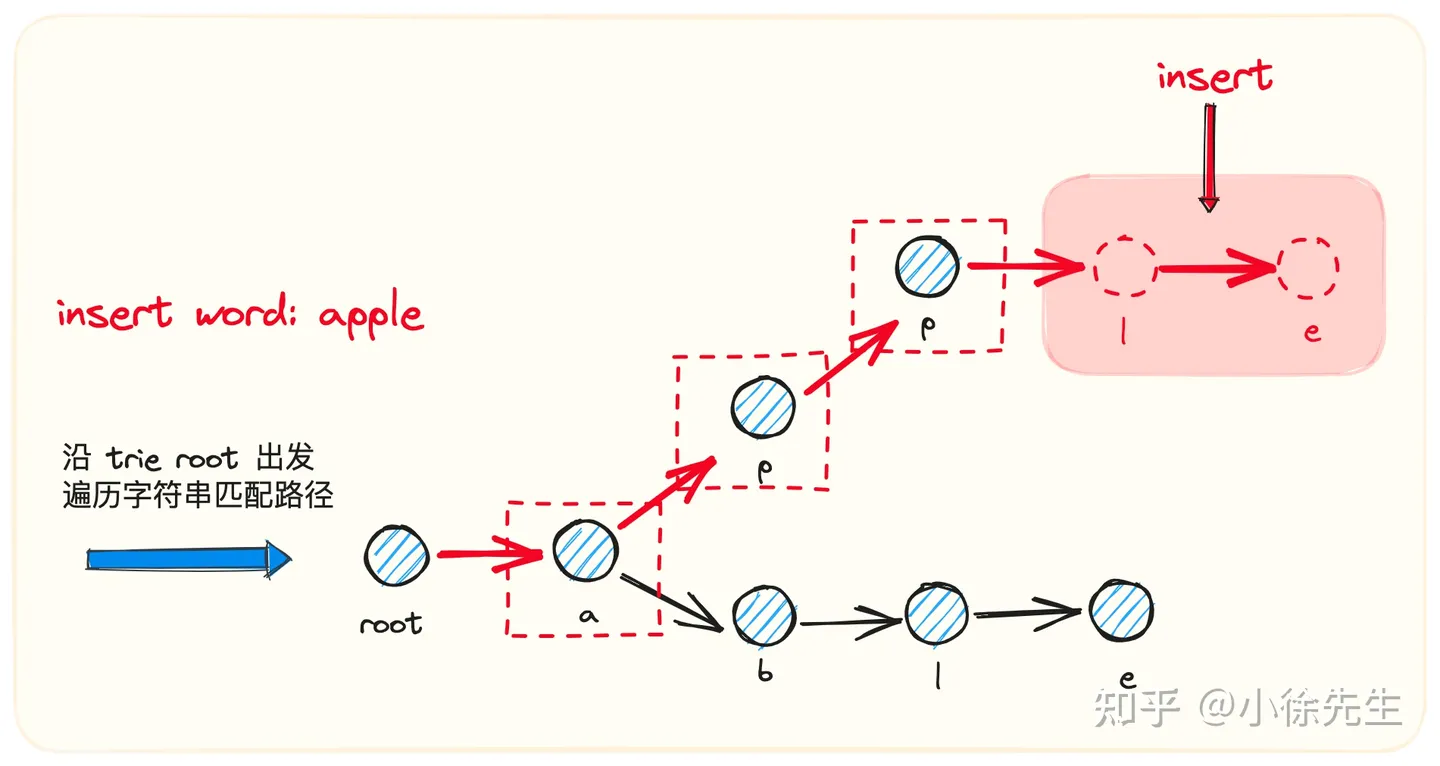 insert
insert word: apple
p
l
e
p
沿 trie root 出发
遍历字符串匹配路径
root
a
b
l
e
知乎 @小徐先生